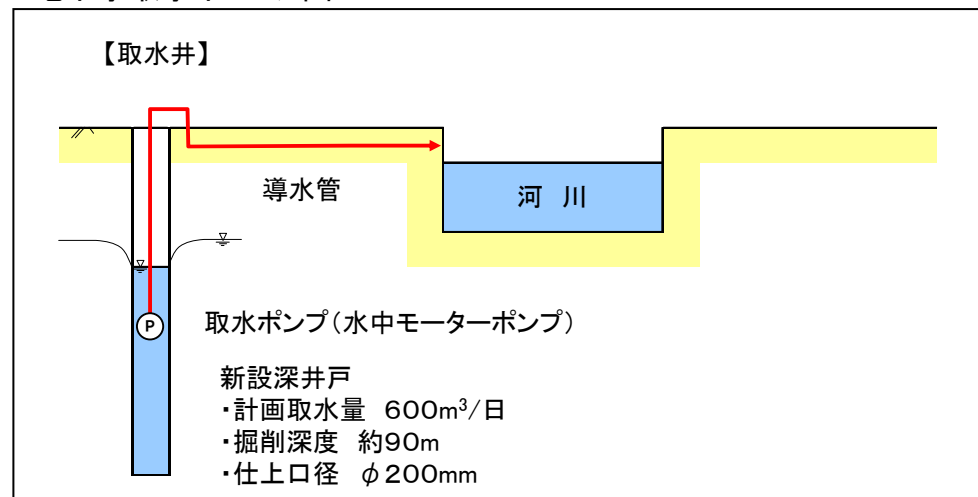 【取水井】
導水管
河 川
P
取水ポンプ(水中モーターポンプ)
新設深井戸
・計画取水量 600m³/日
・掘削深度 約90m
・仕上口径 φ200mm